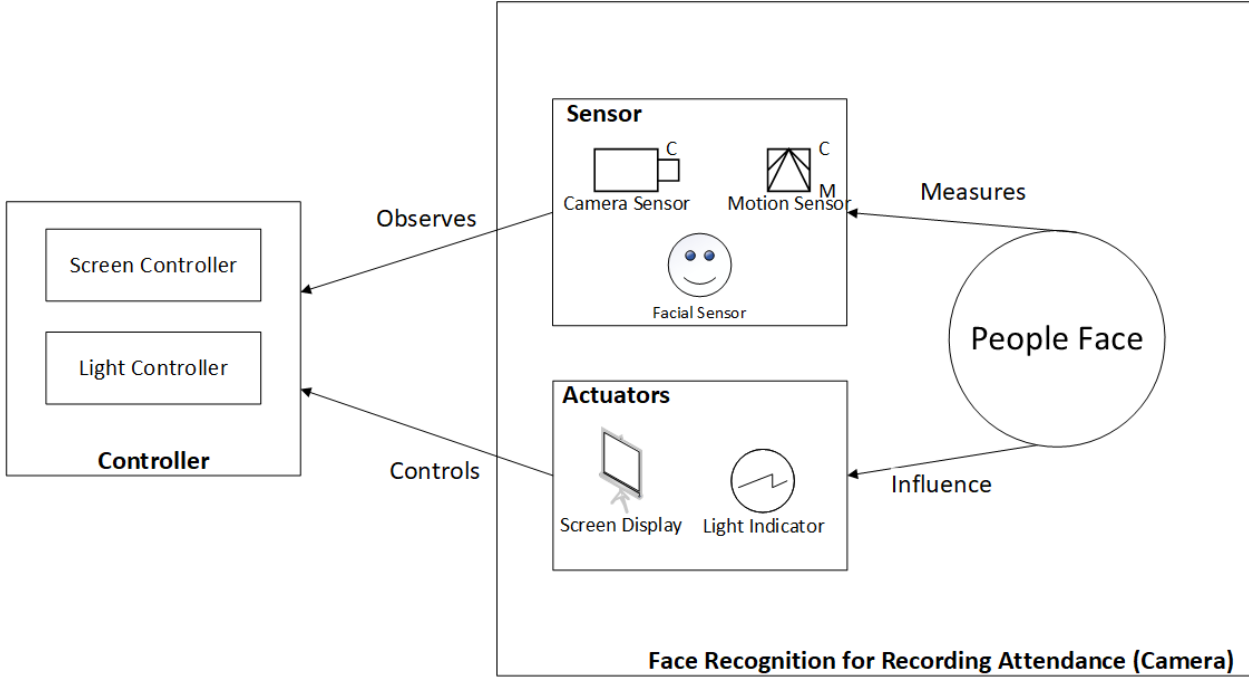 Sensor
C
C
M
Camera Sensor
Motion Sensor
Facial Sensor
Measures
Observes
Screen Controller
Light Controller
Controller
People Face
Actuators
Controls
Influence
Screen Display
Light Indicator
Face Recognition for Recording Attendance (Camera)